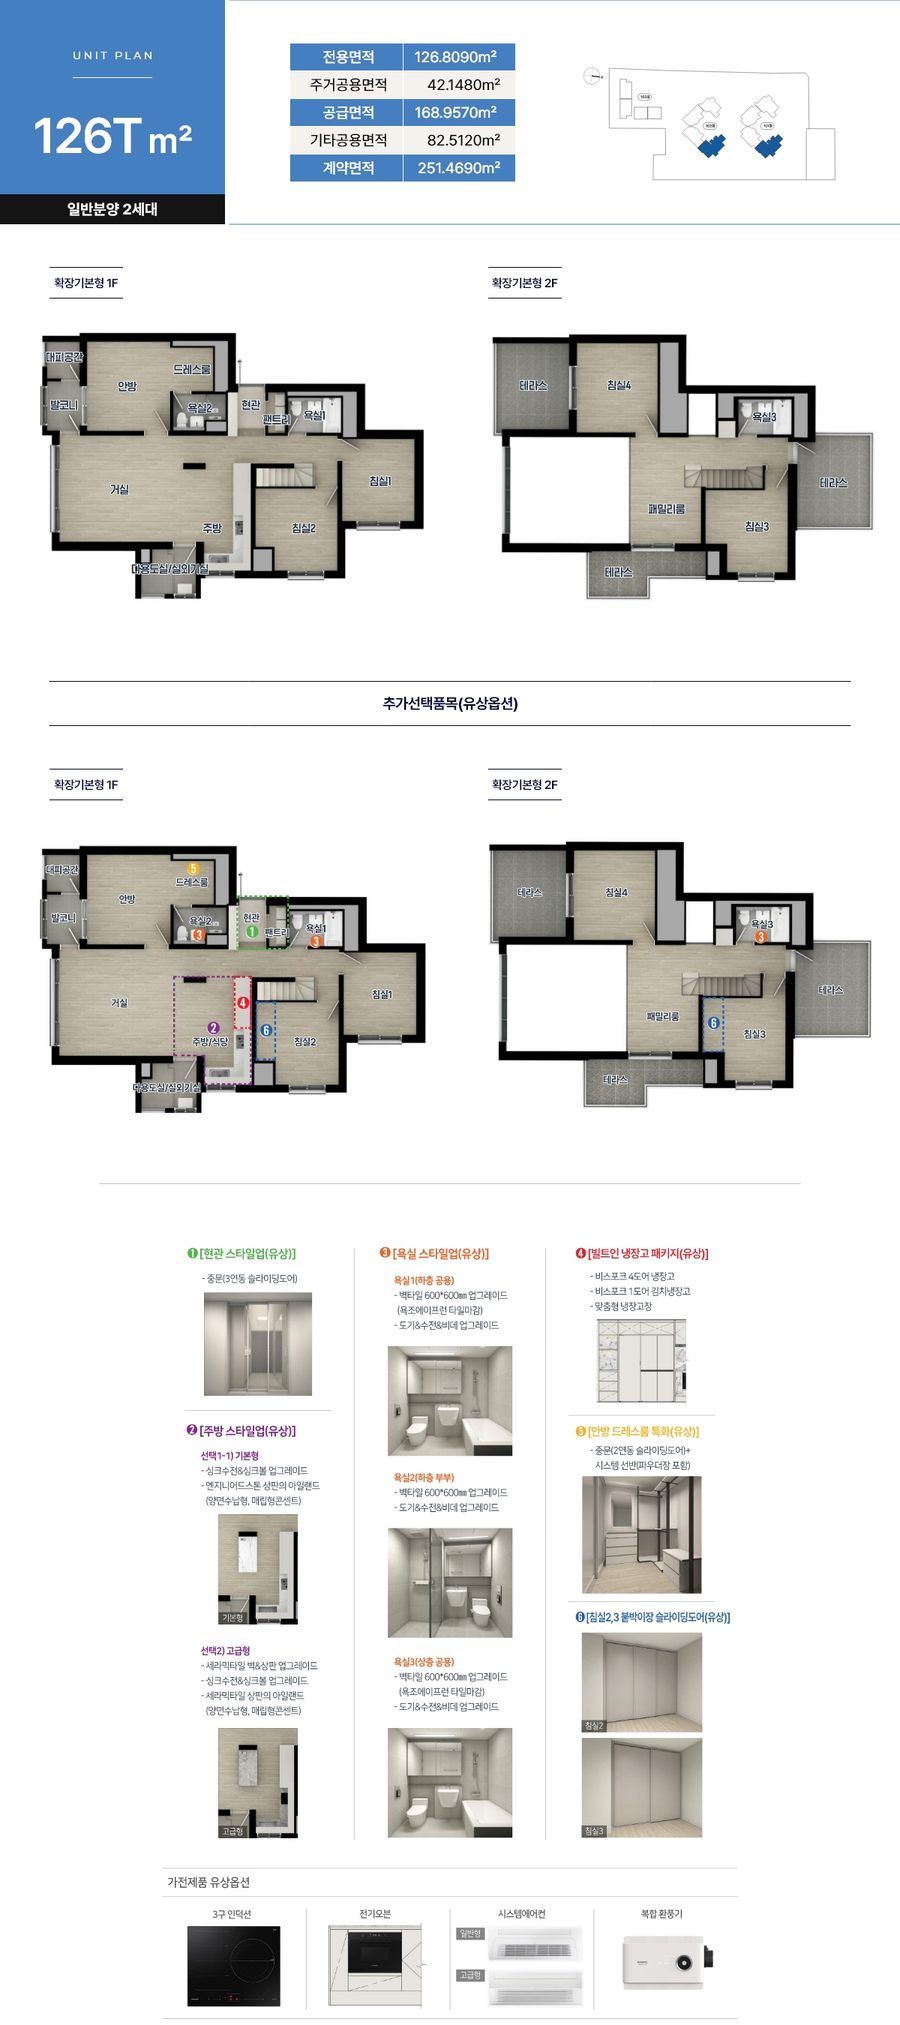 UNIT PLAN
126T m²
일반분양 2세대
전용면적 126.8090m²
주거공용면적 42.1480m²
공급면적 168.9570m²
기타공용면적 82.5120m²
계약면적 251.4690m²
103동
102동
101동
확장기본형 1F
확장기본형 2F
대피공간
안방
드레스룸
발코니
욕실2
현관
팬트리
욕실1
거실
침실1
주방
침실2
다용도실/실외기실
테라스
침실4
욕실3
테라스
패밀리룸
침실3
테라스
추가선택품목(유상옵션)
확장기본형 1F
확장기본형 2F
대피공간
안방
5
드레스룸
발코니
욕실2
3
현관
1
팬트리
욕실1
3
거실
4
침실1
2
주방/식당
6
침실2
다용도실/실외기실
테라스
침실4
욕실3
3
테라스
패밀리룸
6
침실3
테라스
1 [현관 스타일업(유상)]
- 중문(3연동 슬라이딩도어)
2 [주방 스타일업(유상)]
선택1-1) 기본형
- 싱크수전&싱크볼 업그레이드
- 엔지니어드스톤 상판의 아일랜드
(양면수납형, 매립형콘센트)
기본형
선택2) 고급형
- 세라믹타일 벽&상판 업그레이드
- 싱크수전&싱크볼 업그레이드
- 세라믹타일 상판의 아일랜드
(양면수납형, 매립형콘센트)
고급형
3 [욕실 스타일업(유상)]
욕실1(하층 공용)
- 벽타일 600*600㎜ 업그레이드
(욕조에이프런 타일마감)
- 도기&수전&비데 업그레이드
욕실2(하층 부부)
- 벽타일 600*600㎜ 업그레이드
- 도기&수전&비데 업그레이드
욕실3(상층 공용)
- 벽타일 600*600㎜ 업그레이드
(욕조에이프런 타일마감)
- 도기&수전&비데 업그레이드
4 [빌트인 냉장고 패키지(유상)]
- 비스포크 4도어 냉장고
- 비스포크 1도어 김치냉장고
- 맞춤형 냉장고장
5 [안방 드레스룸 특화(유상)]
- 중문(2연동 슬라이딩도어)+
시스템 선반(파우더장 포함)
6 [침실2,3 붙박이장 슬라이딩도어(유상)]
침실2
침실3
가전제품 유상옵션
3구 인덕션
전기오븐
시스템에어컨
일반형
고급형
복합 환풍기